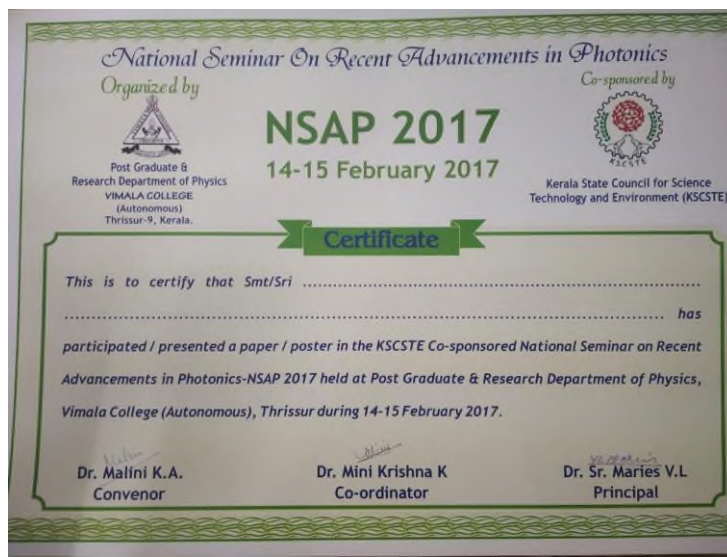 National Seminar On Recent Advancements in Photonics
Organized by
Post Graduate &
Research Department of Physics
VIMALA COLLEGE
(Autonomous)
Thrissur-9, Kerala.
NSAP 2017
14-15 February 2017
Co-sponsored by
KSCSTE
Kerala State Council for Science
Technology and Environment (KSCSTE)
Certificate
This is to certify that Smt/Sri ................................................................
................................................................ has
participated / presented a paper / poster in the KSCSTE Co-sponsored National Seminar on Recent
Advancements in Photonics-NSAP 2017 held at Post Graduate & Research Department of Physics,
Vimala College (Autonomous), Thrissur during 14-15 February 2017.
Dr. Malini K.A.
Convenor
Dr. Mini Krishna K
Co-ordinator
Dr. Sr. Maries V.L
Principal